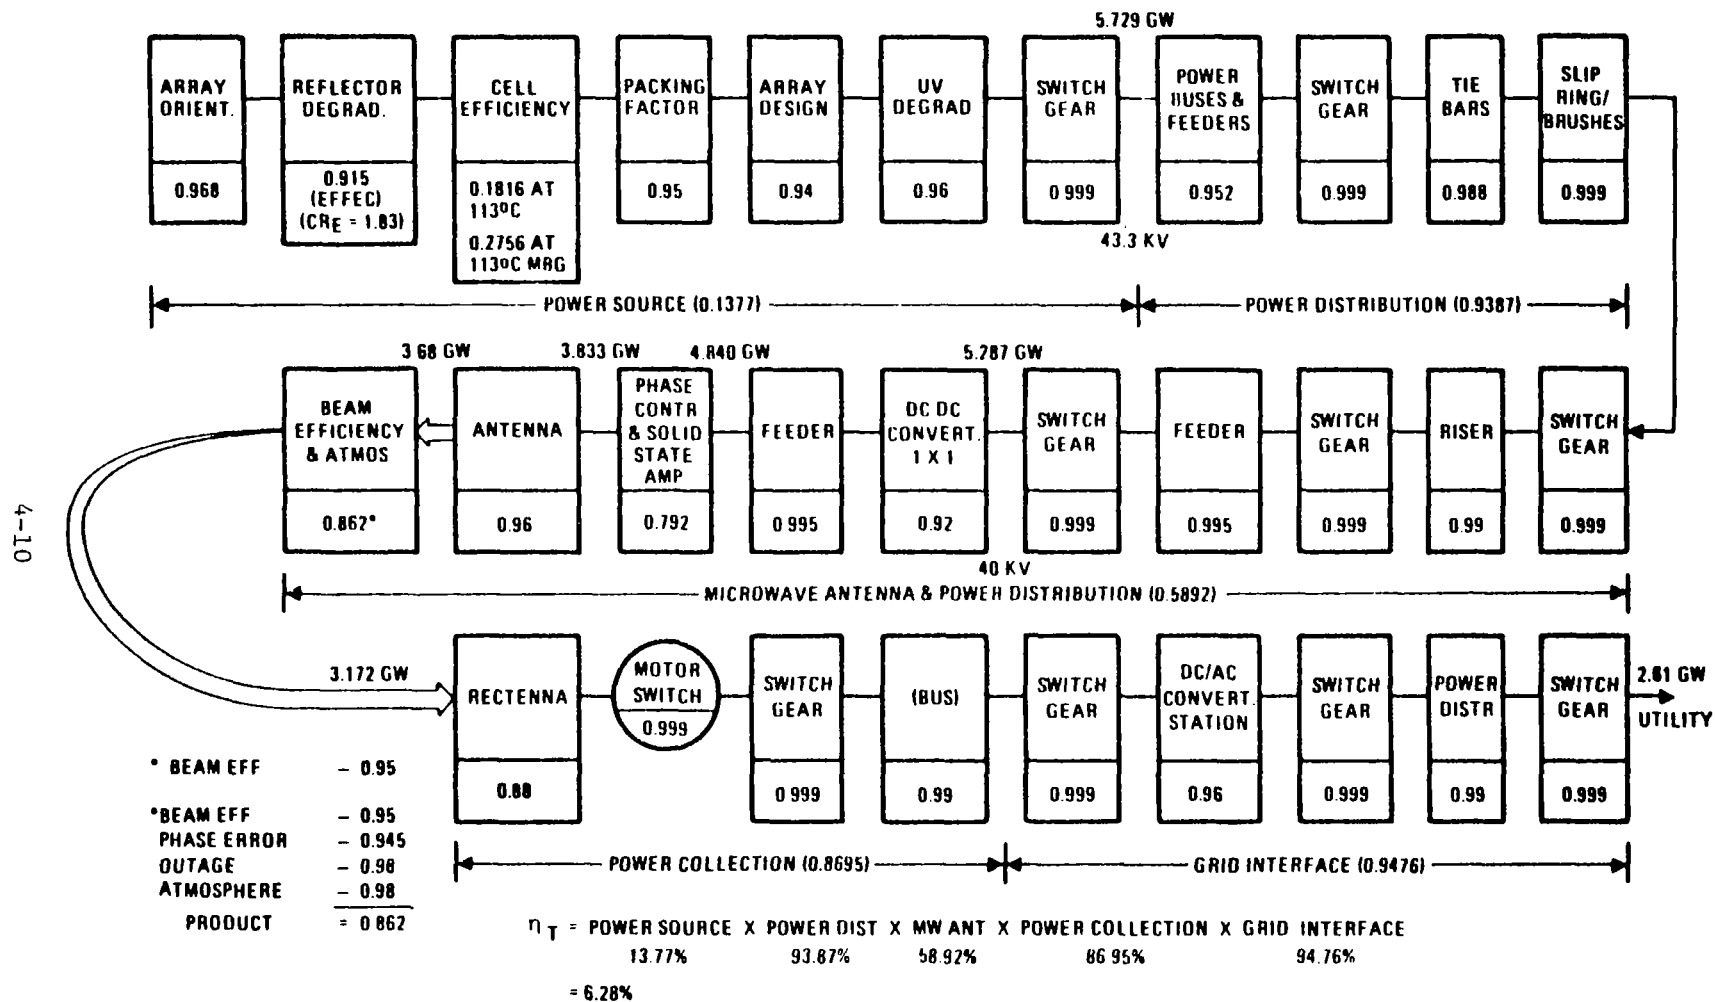 5.729 GW
ARRAY
ORIENT.
0.968
REFLECTOR
DEGRAD.
0.915
(EFFEC)
(CRE = 1.83)
CELL
EFFICIENCY
0.1816 AT
113ºC
0.2756 AT
113ºC MBG
PACKING
FACTOR
0.95
ARRAY
DESIGN
0.94
UV
DEGRAD
0.96
SWITCH
GEAR
0.999
POWER
BUSES &
FEEDERS
0.952
SWITCH
GEAR
0.999
TIE
BARS
0.988
SLIP
RING/
BRUSHES
0.999
43.3 KV
POWER SOURCE (0.1377)
POWER DISTRIBUTION (0.9387)
3.68 GW
3.833 GW
4.840 GW
5.287 GW
BEAM
EFFICIENCY
& ATMOS
0.862*
ANTENNA
0.96
PHASE
CONTR
& SOLID
STATE
AMP
0.792
FEEDER
0.995
DC DC
CONVERT.
1 X 1
0.92
SWITCH
GEAR
0.999
FEEDER
0.995
SWITCH
GEAR
0.999
RISER
0.99
SWITCH
GEAR
0.999
40 KV
MICROWAVE ANTENNA & POWER DISTRIBUTION (0.5892)
4-10
3.172 GW
RECTENNA
0.88
MOTOR
SWITCH
0.999
SWITCH
GEAR
0.999
(BUS)
0.99
SWITCH
GEAR
0.999
DC/AC
CONVERT.
STATION
0.96
SWITCH
GEAR
0.999
POWER
DISTR
0.99
SWITCH
GEAR
0.999
2.61 GW
UTILITY
POWER COLLECTION (0.8695)
GRID INTERFACE (0.9476)
* BEAM EFF – 0.95
*BEAM EFF – 0.95
PHASE ERROR – 0.945
OUTAGE – 0.98
ATMOSPHERE – 0.98
PRODUCT = 0.862
η T = POWER SOURCE X POWER DIST X MW ANT X POWER COLLECTION X GRID INTERFACE
13.77% 93.87% 58.92% 86 95% 94.76%
= 6.28%